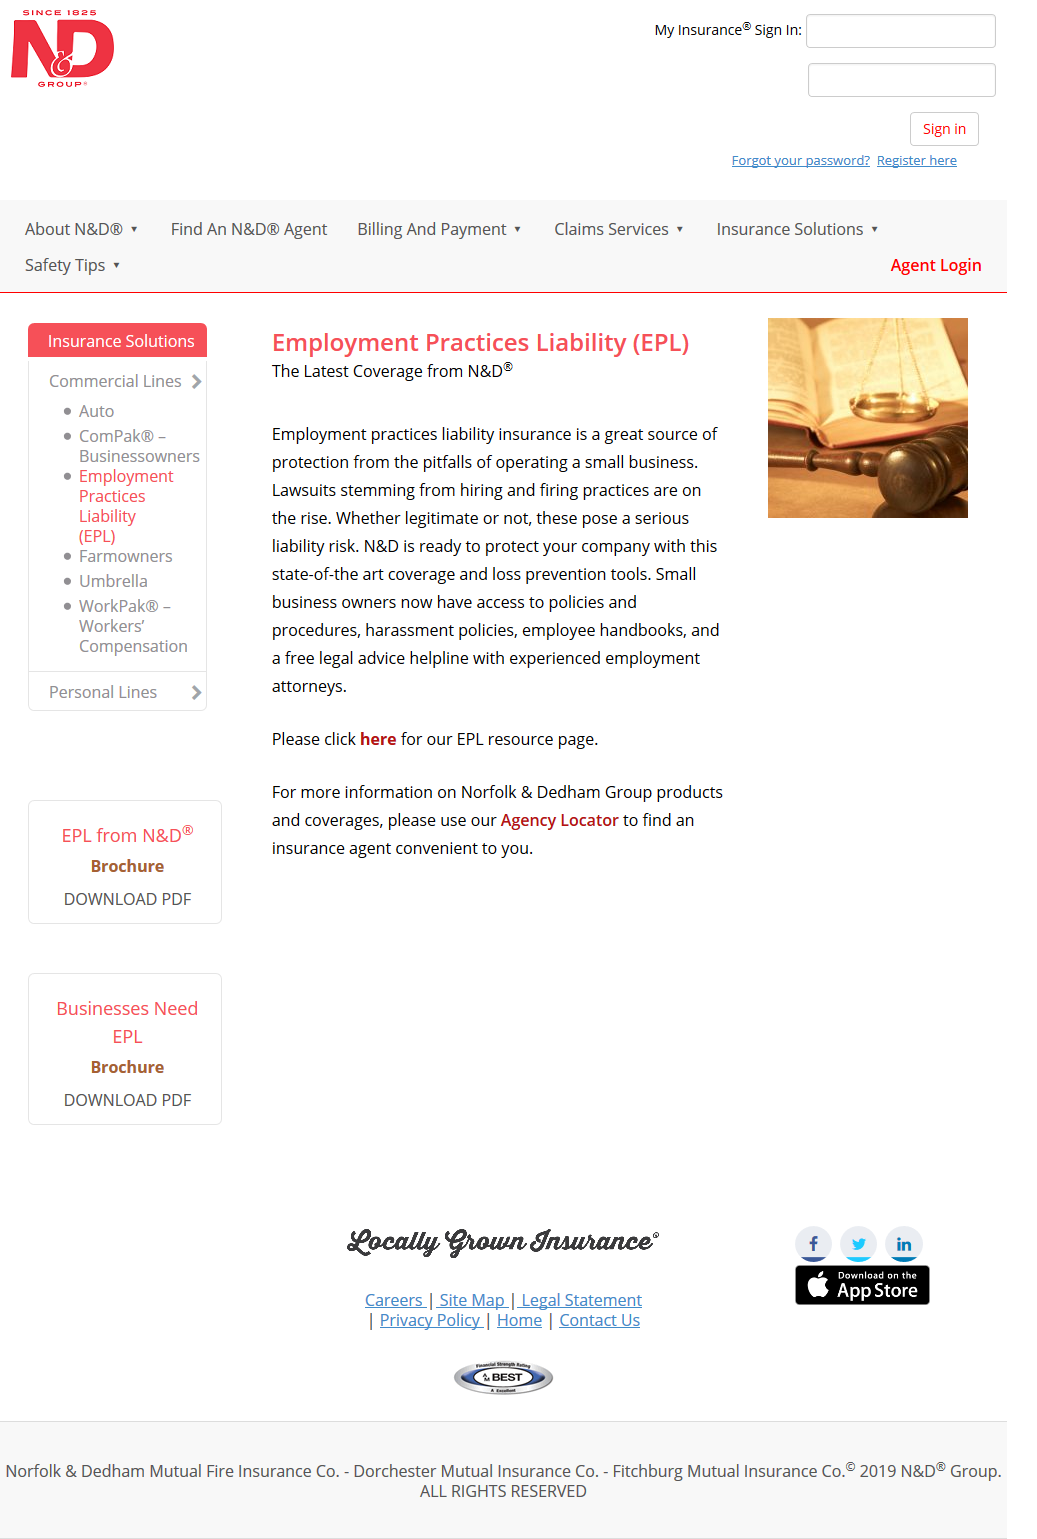 SINCE 1825
N&D
GROUP®
My Insurance® Sign In:
Sign in
Forgot your password? Register here
About N&D® ▼ Find An N&D® Agent Billing And Payment ▼ Claims Services ▼ Insurance Solutions ▼
Safety Tips ▼ Agent Login
Insurance Solutions
Commercial Lines
Auto
ComPak® –
Businessowners
Employment
Practices
Liability
(EPL)
Farmowners
Umbrella
WorkPak® –
Workers’
Compensation
Personal Lines
EPL from N&D®
Brochure
DOWNLOAD PDF
Businesses Need
EPL
Brochure
DOWNLOAD PDF
Employment Practices Liability (EPL)
The Latest Coverage from N&D®
Employment practices liability insurance is a great source of
protection from the pitfalls of operating a small business.
Lawsuits stemming from hiring and firing practices are on
the rise. Whether legitimate or not, these pose a serious
liability risk. N&D is ready to protect your company with this
state-of-the art coverage and loss prevention tools. Small
business owners now have access to policies and
procedures, harassment policies, employee handbooks, and
a free legal advice helpline with experienced employment
attorneys.
Please click here for our EPL resource page.
For more information on Norfolk & Dedham Group products
and coverages, please use our Agency Locator to find an
insurance agent convenient to you.
Locally Grown Insurance®
Careers | Site Map | Legal Statement
| Privacy Policy | Home | Contact Us
Financial Strength Rating
AM BEST
A Excellent
f in
Download on the
App Store
Norfolk & Dedham Mutual Fire Insurance Co. - Dorchester Mutual Insurance Co. - Fitchburg Mutual Insurance Co.© 2019 N&D® Group.
ALL RIGHTS RESERVED